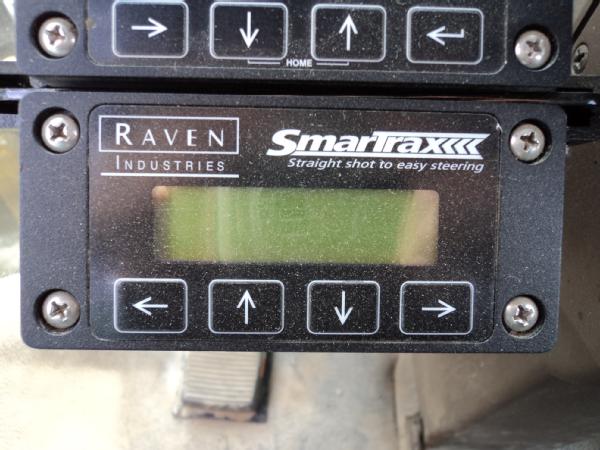 HOME
RAVEN
INDUSTRIES
SmarTrax
Straight shot to easy steering